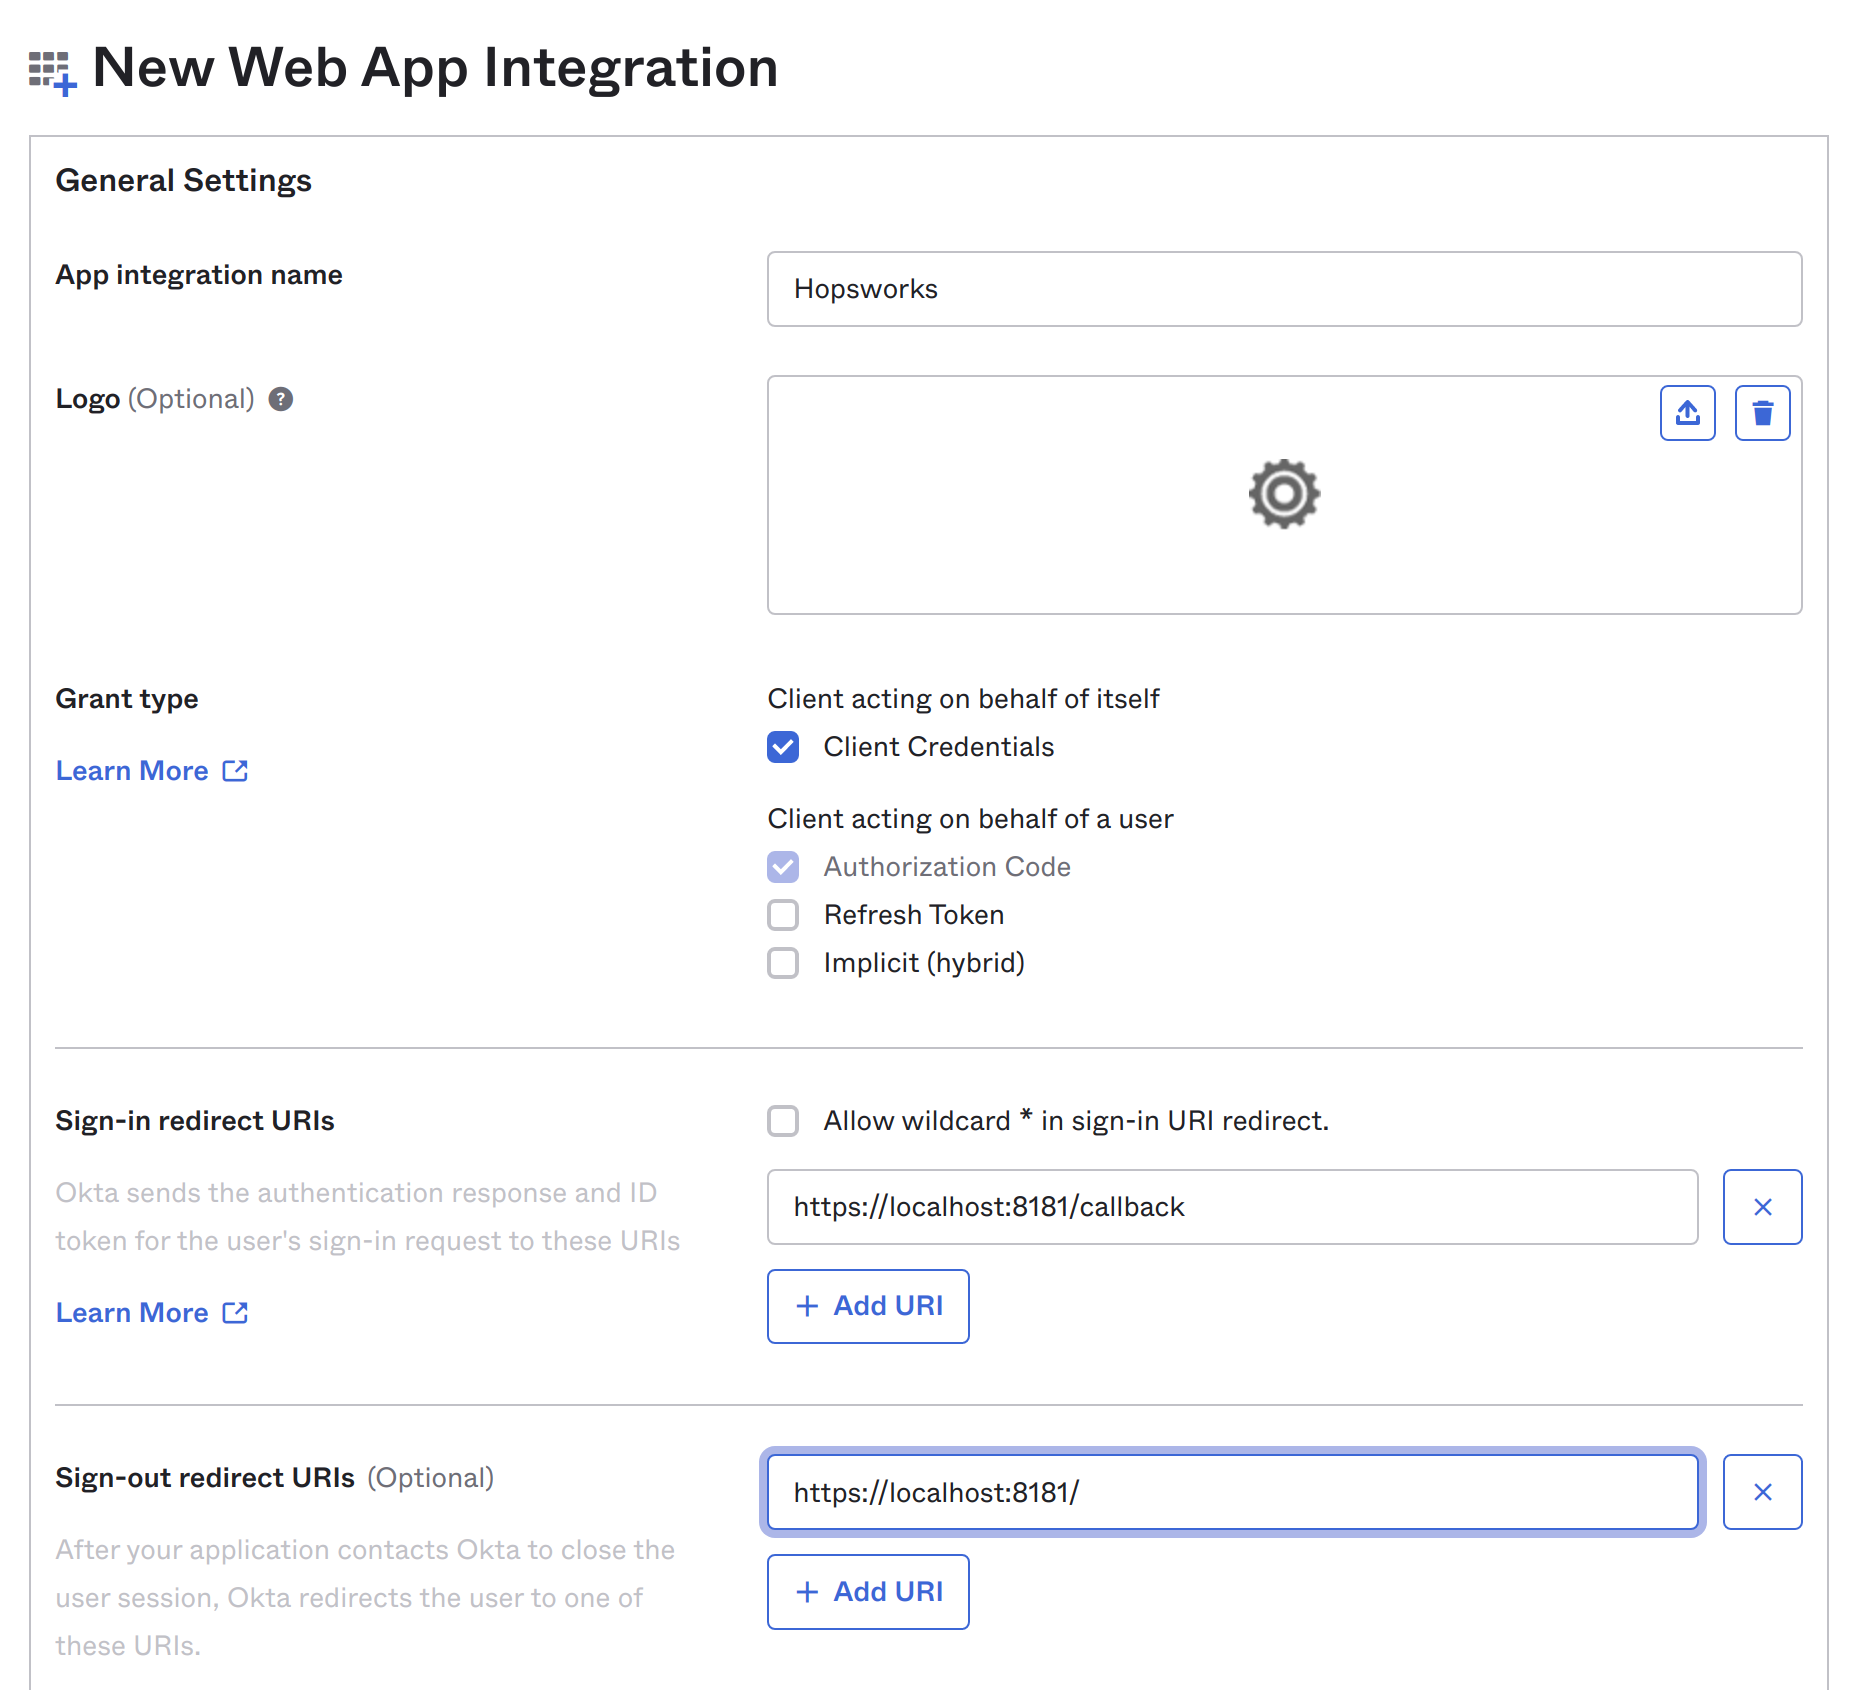 New Web App Integration
General Settings
App integration name
Hopsworks
Logo (Optional) ?
Grant type
Learn More
Client acting on behalf of itself
Client Credentials
Client acting on behalf of a user
Authorization Code
Refresh Token
Implicit (hybrid)
Sign-in redirect URIs
Okta sends the authentication response and ID
token for the user's sign-in request to these URIs
Learn More
Allow wildcard * in sign-in URI redirect.
https://localhost:8181/callback
+ Add URI
Sign-out redirect URIs (Optional)
After your application contacts Okta to close the
user session, Okta redirects the user to one of
these URIs.
https://localhost:8181/
+ Add URI